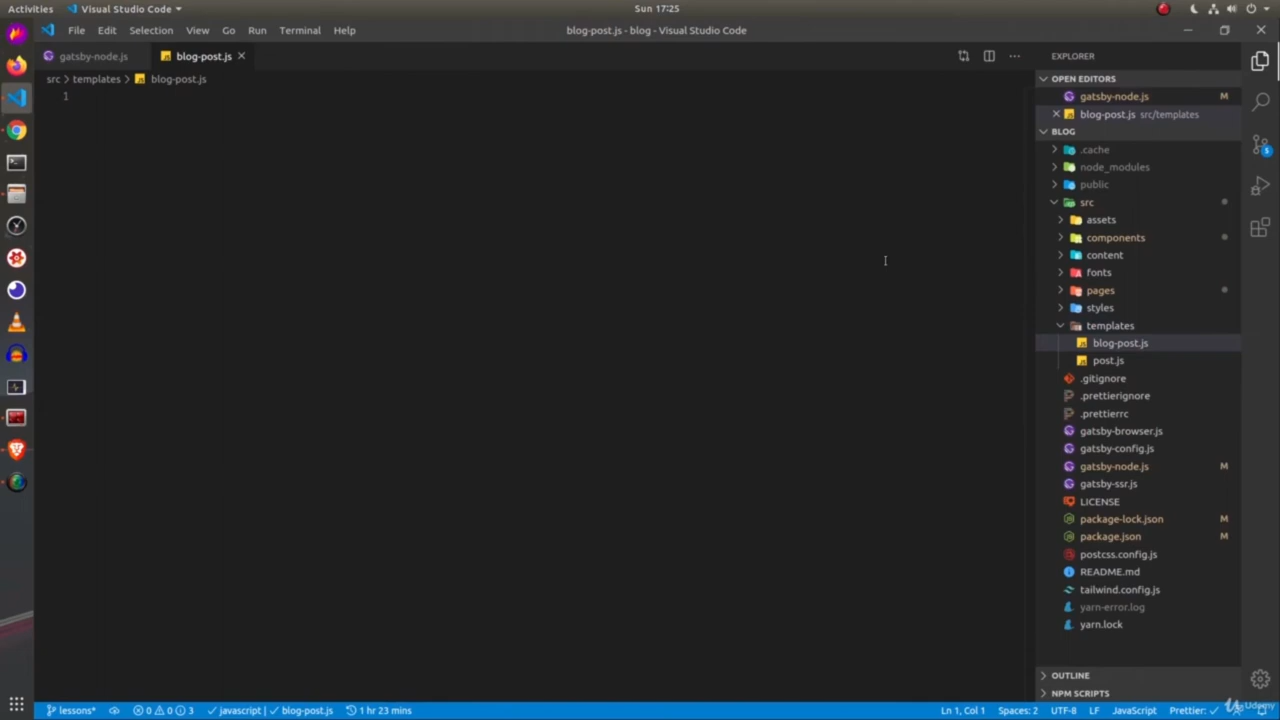 Activities
Visual Studio Code
Sun 17:25
File Edit Selection View Go Run Terminal Help
blog-post.js - blog - Visual Studio Code
gatsby-node.js
blog-post.js
src > templates > blog-post.js
1
EXPLORER
OPEN EDITORS
gatsby-node.js M
blog-post.js src/templates
BLOG
.cache
node_modules
public
src
assets
components
content
fonts
pages
styles
templates
blog-post.js
post.js
.gitignore
.prettierignore
.prettierrc
gatsby-browser.js
gatsby-config.js
gatsby-node.js M
gatsby-ssr.js
LICENSE
package-lock.json M
package.json M
postcss.config.js
README.md
tailwind.config.js
yarn-error.log
yarn.lock
OUTLINE
NPM SCRIPTS
5
lessons* 0 0 3 javascript | blog-post.js 1 hr 23 mins
Ln 1, Col 1 Spaces: 2 UTF-8 LF JavaScript Prettier:
Udemy